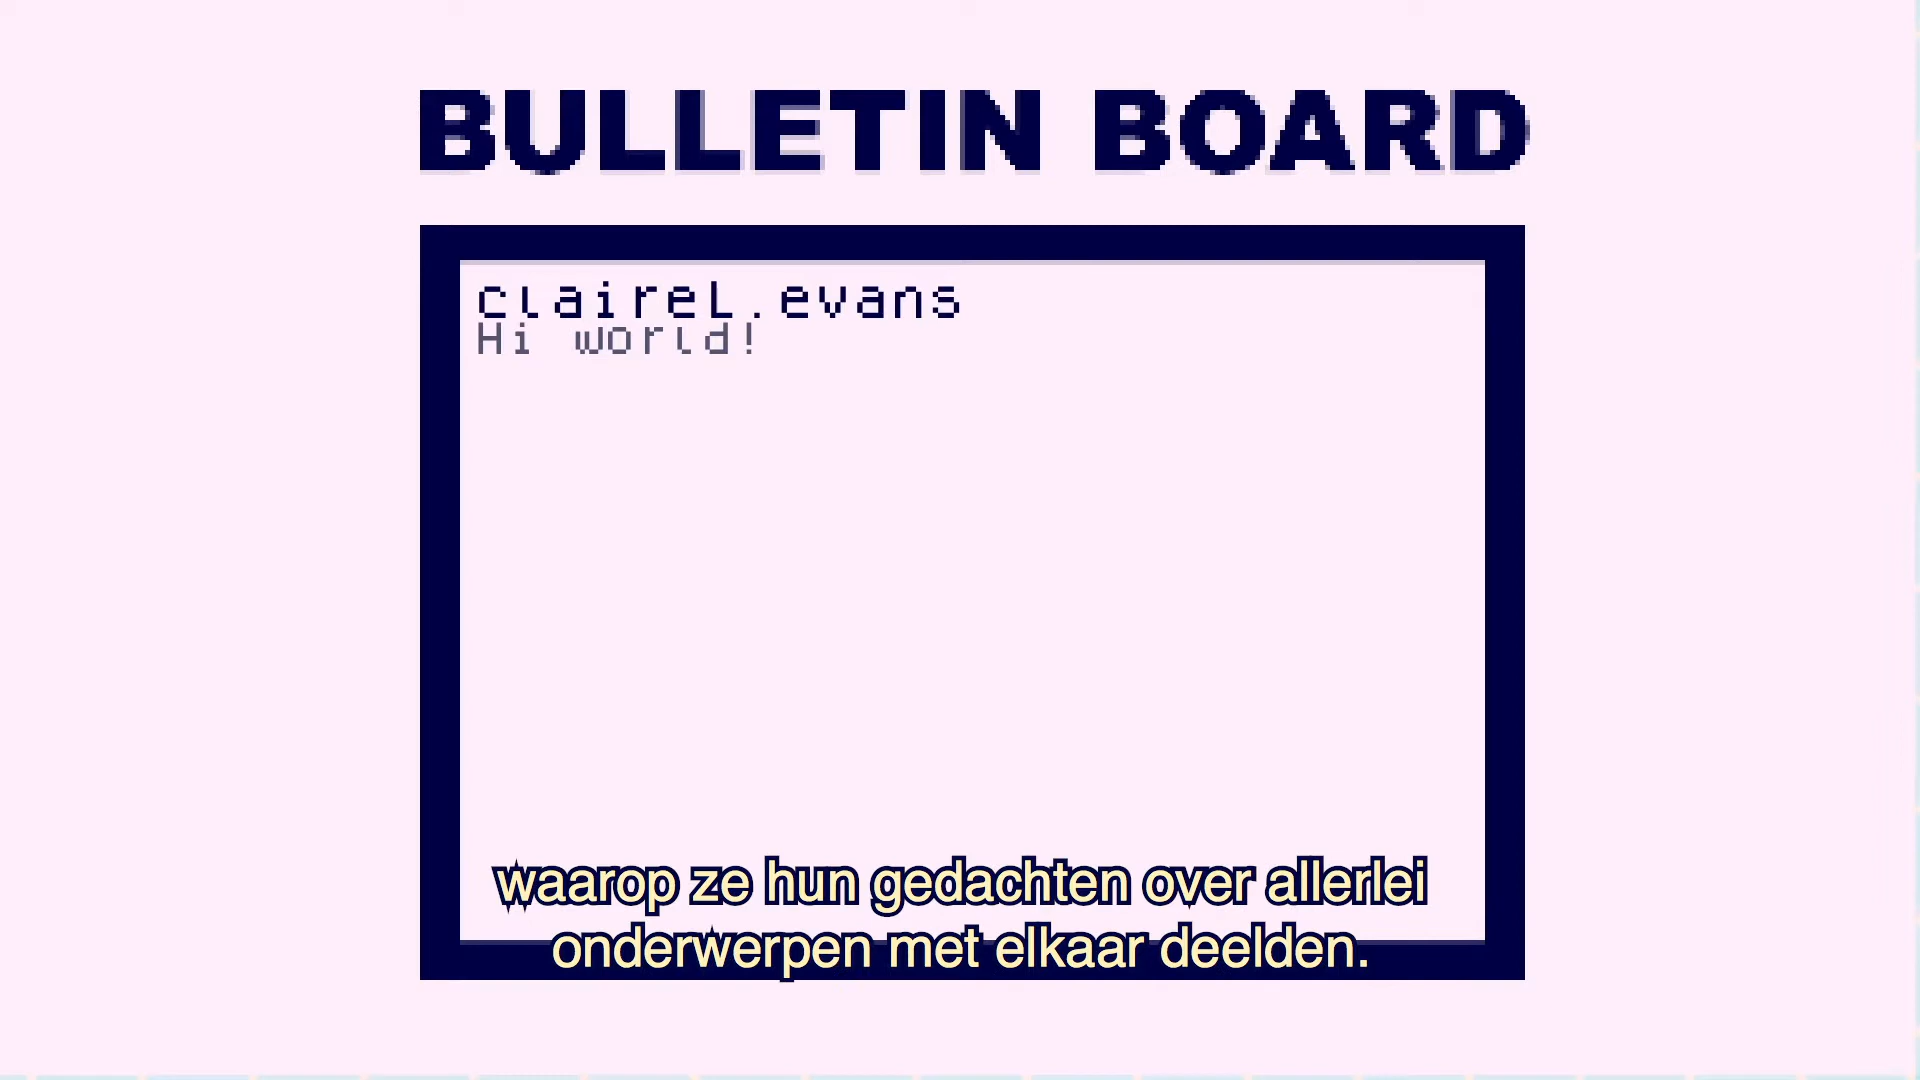 BULLETIN BOARD
claireL.evans
Hi world!
waarop ze hun gedachten over allerlei
onderwerpen met elkaar deelden.